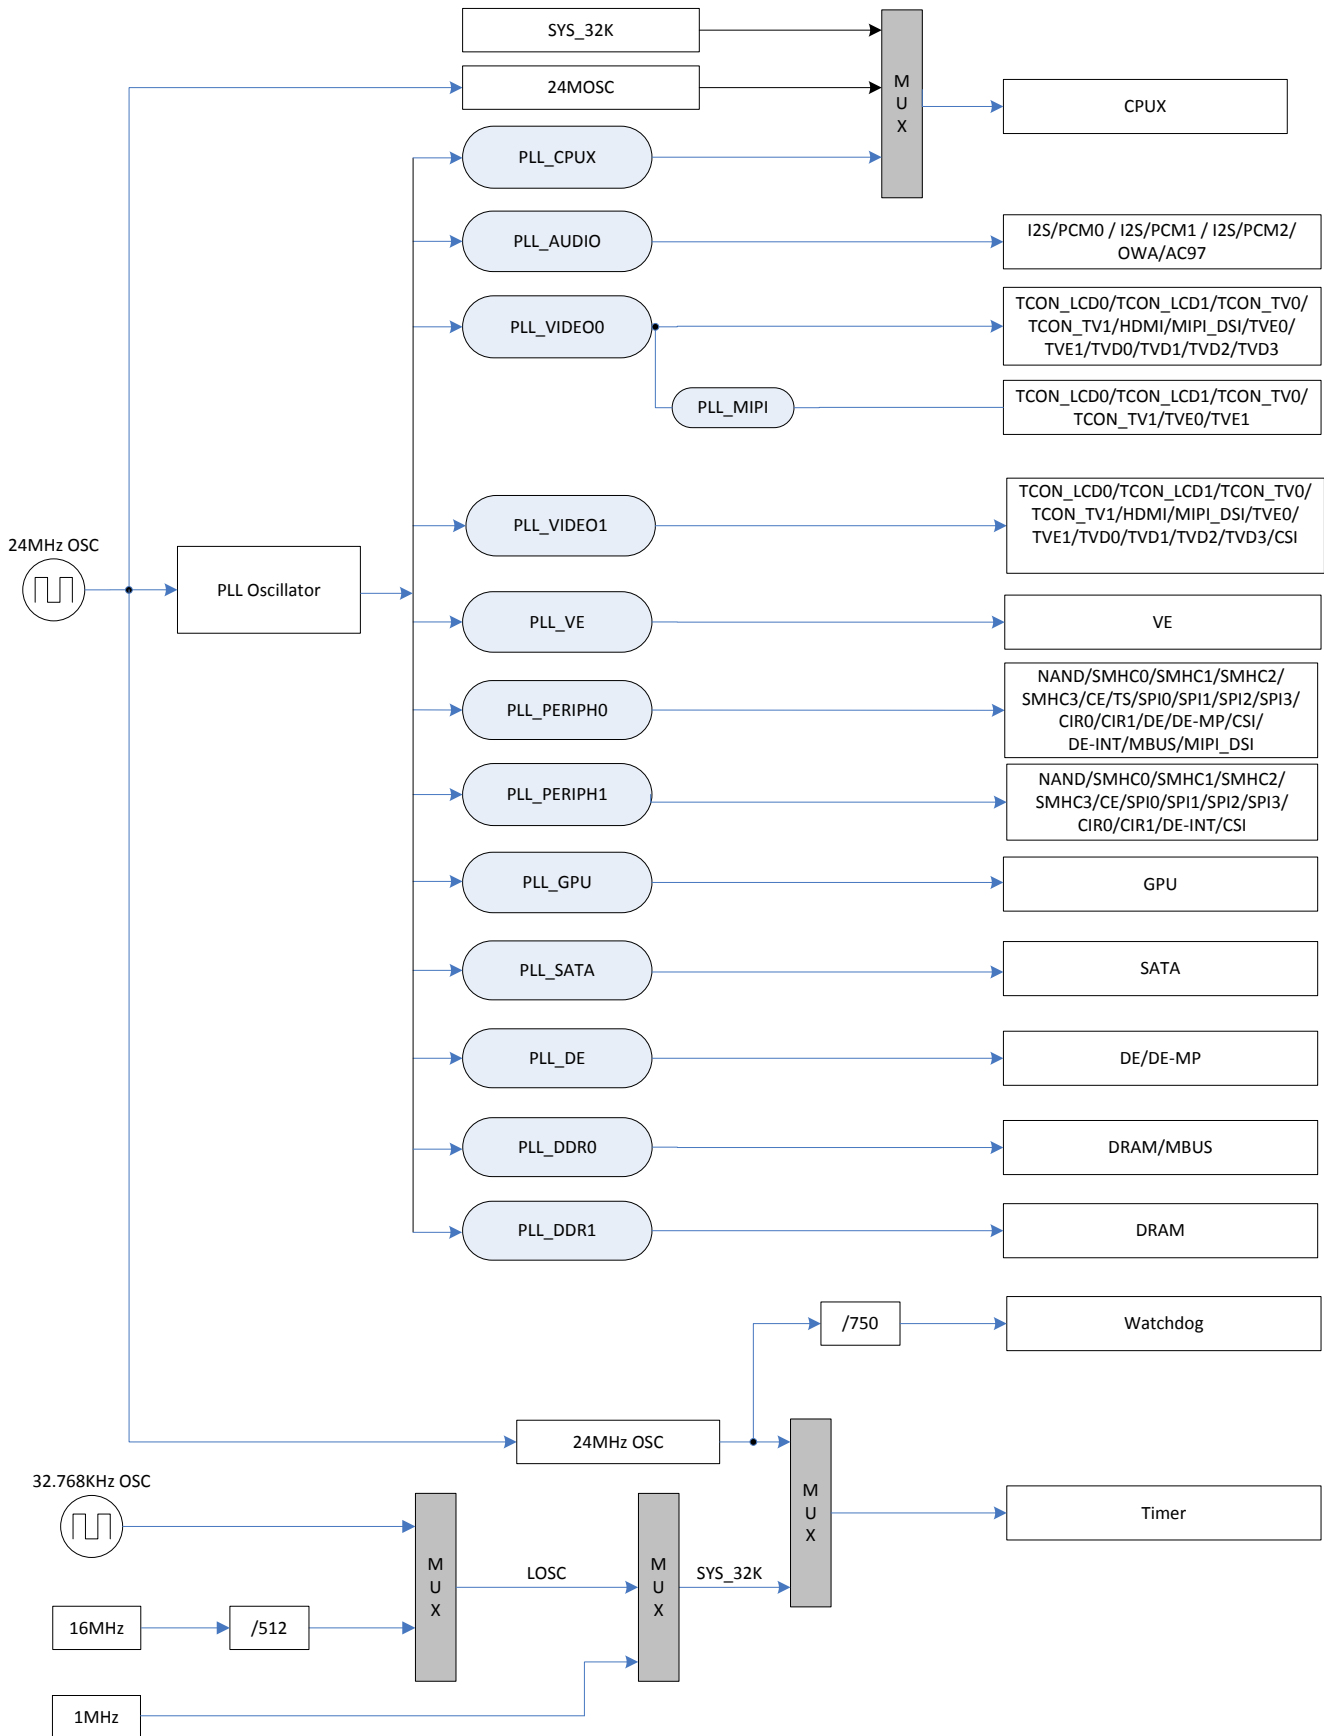 SYS_32K
24MOSC
M
U
X
CPUX
PLL_CPUX
PLL_AUDIO
I2S/PCM0 / I2S/PCM1 / I2S/PCM2/
OWA/AC97
PLL_VIDEO0
TCON_LCD0/TCON_LCD1/TCON_TV0/
TCON_TV1/HDMI/MIPI_DSI/TVE0/
TVE1/TVD0/TVD1/TVD2/TVD3
PLL_MIPI
TCON_LCD0/TCON_LCD1/TCON_TV0/
TCON_TV1/TVE0/TVE1
PLL_VIDEO1
TCON_LCD0/TCON_LCD1/TCON_TV0/
TCON_TV1/HDMI/MIPI_DSI/TVE0/
TVE1/TVD0/TVD1/TVD2/TVD3/CSI
24MHz OSC
PLL Oscillator
PLL_VE
VE
PLL_PERIPH0
NAND/SMHC0/SMHC1/SMHC2/
SMHC3/CE/TS/SPI0/SPI1/SPI2/SPI3/
CIR0/CIR1/DE/DE-MP/CSI/
DE-INT/MBUS/MIPI_DSI
PLL_PERIPH1
NAND/SMHC0/SMHC1/SMHC2/
SMHC3/CE/SPI0/SPI1/SPI2/SPI3/
CIR0/CIR1/DE-INT/CSI
PLL_GPU
GPU
PLL_SATA
SATA
PLL_DE
DE/DE-MP
PLL_DDR0
DRAM/MBUS
PLL_DDR1
DRAM
/750
Watchdog
24MHz OSC
32.768KHz OSC
M
U
X
Timer
M
U
X
LOSC
M
U
X
SYS_32K
16MHz
/512
1MHz